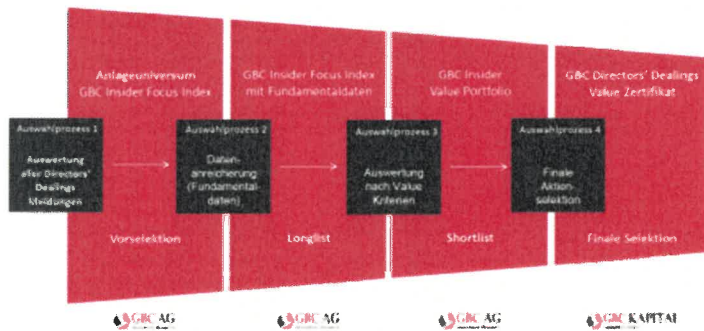 Anlageuniversum
GBC Insider Focus Index
GBC Insider Focus Index
mit Fundamentaldaten
GBC Insider
Value Portfolio
GBC Directors' Dealings
Value Zertifikat
Auswahlprozess 1
Auswertung
aller Directors'
Dealings
Meldungen
Auswahlprozess 2
Daten-
anreicherung
(Fundamental-
daten)
Auswahlprozess 3
Auswertung
nach Value
Kriterien
Auswahlprozess 4
Finale
Aktien-
selektion
Vorselektion
Longlist
Shortlist
Finale Selektion
GBC AG
GBC AG
GBC AG
GBC KAPITAL